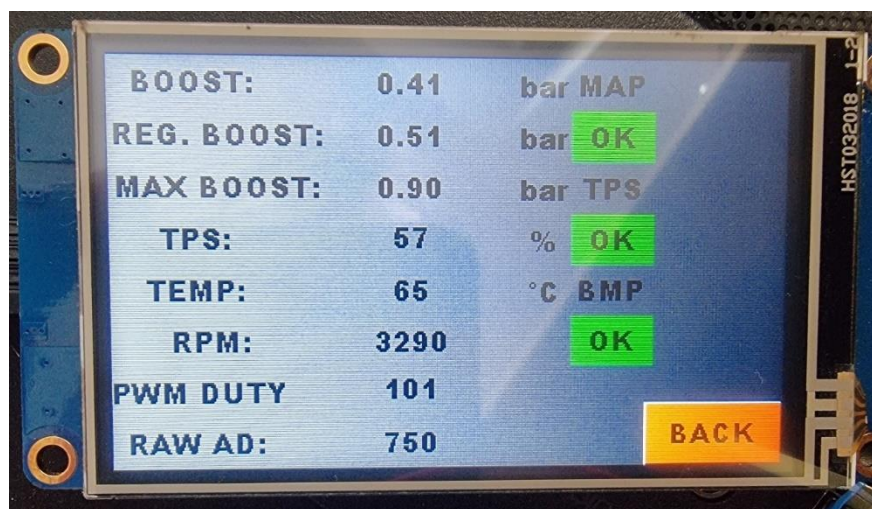 BOOST: 0.41 bar MAP
REG. BOOST: 0.51 bar OK
MAX BOOST: 0.90 bar TPS
TPS: 57 % OK
TEMP: 65 °C BMP
RPM: 3290 OK
PWM DUTY 101
RAW AD: 750 BACK
HST032018 1-2